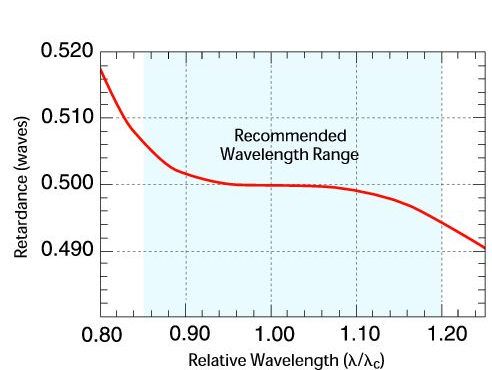 0.520
0.510
0.500
0.490
Retardance (waves)
Recommended
Wavelength Range
0.80 0.90 1.00 1.10 1.20
Relative Wavelength (λ/λc)